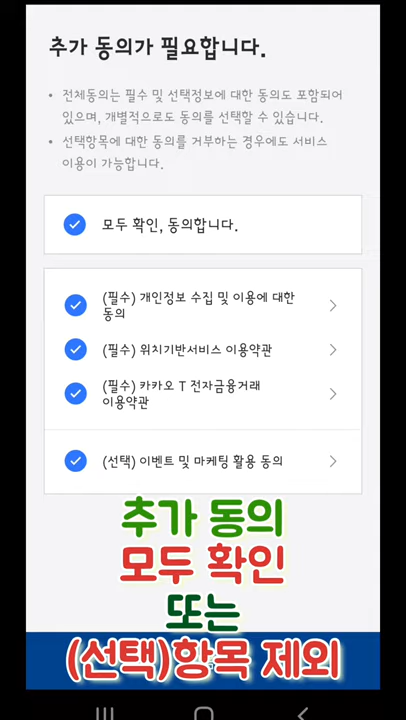 추가 동의가 필요합니다.
• 전체동의는 필수 및 선택정보에 대한 동의도 포함되어
있으며, 개별적으로도 동의를 선택할 수 있습니다.
• 선택항목에 대한 동의를 거부하는 경우에도 서비스
이용이 가능합니다.
모두 확인, 동의합니다.
(필수) 개인정보 수집 및 이용에 대한
동의
(필수) 위치기반서비스 이용약관
(필수) 카카오 T 전자금융거래
이용약관
(선택) 이벤트 및 마케팅 활용 동의
추가 동의
모두 확인
또는
(선택)항목 제외